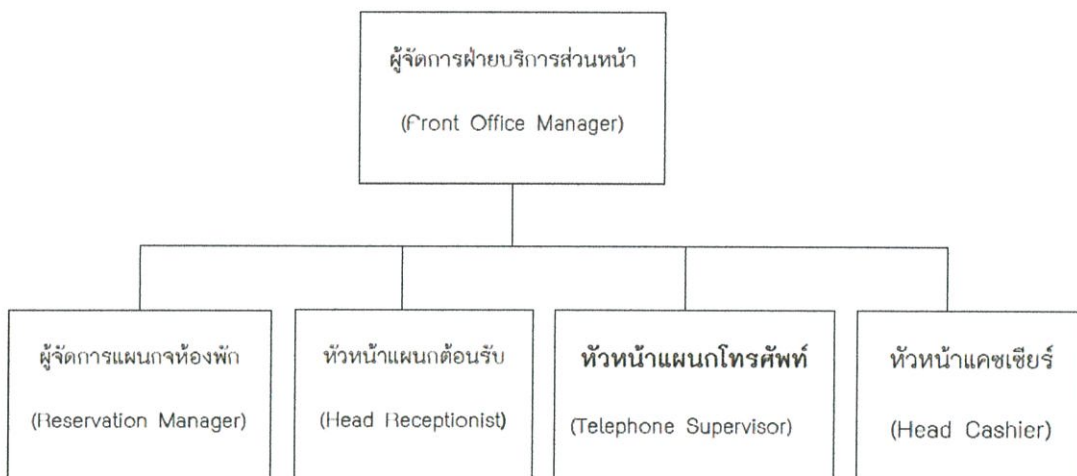 ผู้จัดการฝ่ายบริการส่วนหน้า
(Front Office Manager)
ผู้จัดการแผนกจห้องพัก
(Reservation Manager)
หัวหน้าแผนกต้อนรับ
(Head Receptionist)
หัวหน้าแผนกโทรศัพท์
(Telephone Supervisor)
หัวหน้าแคชเชียร์
(Head Cashier)